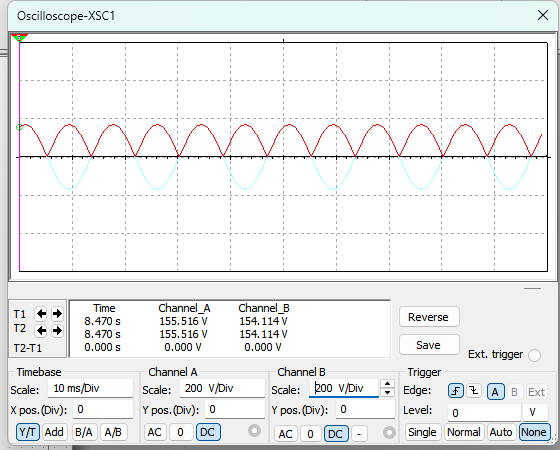 Oscilloscope-XSC1
Time Channel_A Channel_B
T1 8.470 s 155.516 V 154.114 V
T2 8.470 s 155.516 V 154.114 V
T2-T1 0.000 s 0.000 V 0.000 V
Reverse
Save
Ext. trigger
Timebase
Scale: 10 ms/Div
X pos.(Div): 0
Y/T Add B/A A/B
Channel A
Scale: 200 V/Div
Y pos.(Div): 0
AC 0 DC
Channel B
Scale: 200 V/Div
Y pos.(Div): 0
AC 0 DC -
Trigger
Edge: A B Ext
Level: 0 V
Single Normal Auto None